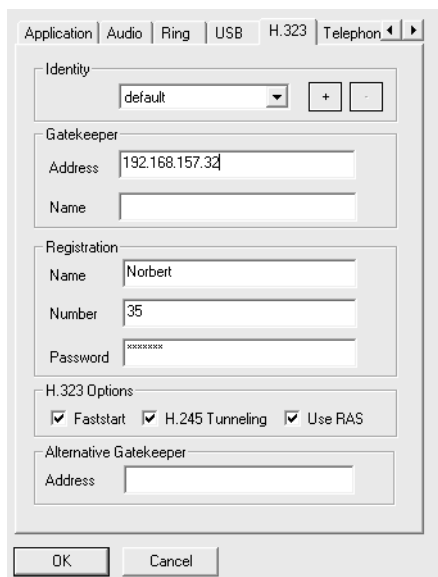 Application Audio Ring USB H.323 Telephon
Identity
default + -
Gatekeeper
Address 192.168.157.32
Name
Registration
Name Norbert
Number 35
Password *******
H.323 Options
Faststart H.245 Tunneling Use RAS
Alternative Gatekeeper
Address
OK Cancel